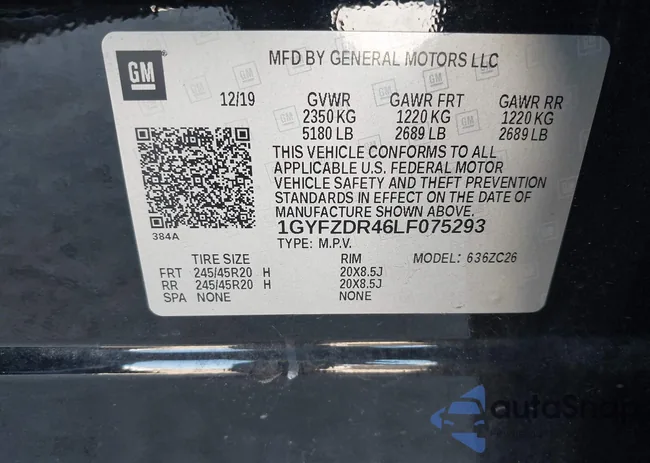 GM
MFD BY GENERAL MOTORS LLC
12/19 GVWR GAWR FRT GAWR RR
2350 KG 1220 KG 1220 KG
5180 LB 2689 LB 2689 LB
THIS VEHICLE CONFORMS TO ALL
APPLICABLE U.S. FEDERAL MOTOR
VEHICLE SAFETY AND THEFT PREVENTION
STANDARDS IN EFFECT ON THE DATE OF
MANUFACTURE SHOWN ABOVE.
384A
1GYFZDR46LF075293
TYPE: M.P.V. MODEL: 636ZC26
TIRE SIZE RIM
FRT 245/45R20 H 20X8.5J
RR 245/45R20 H 20X8.5J
SPA NONE NONE
autoSnap